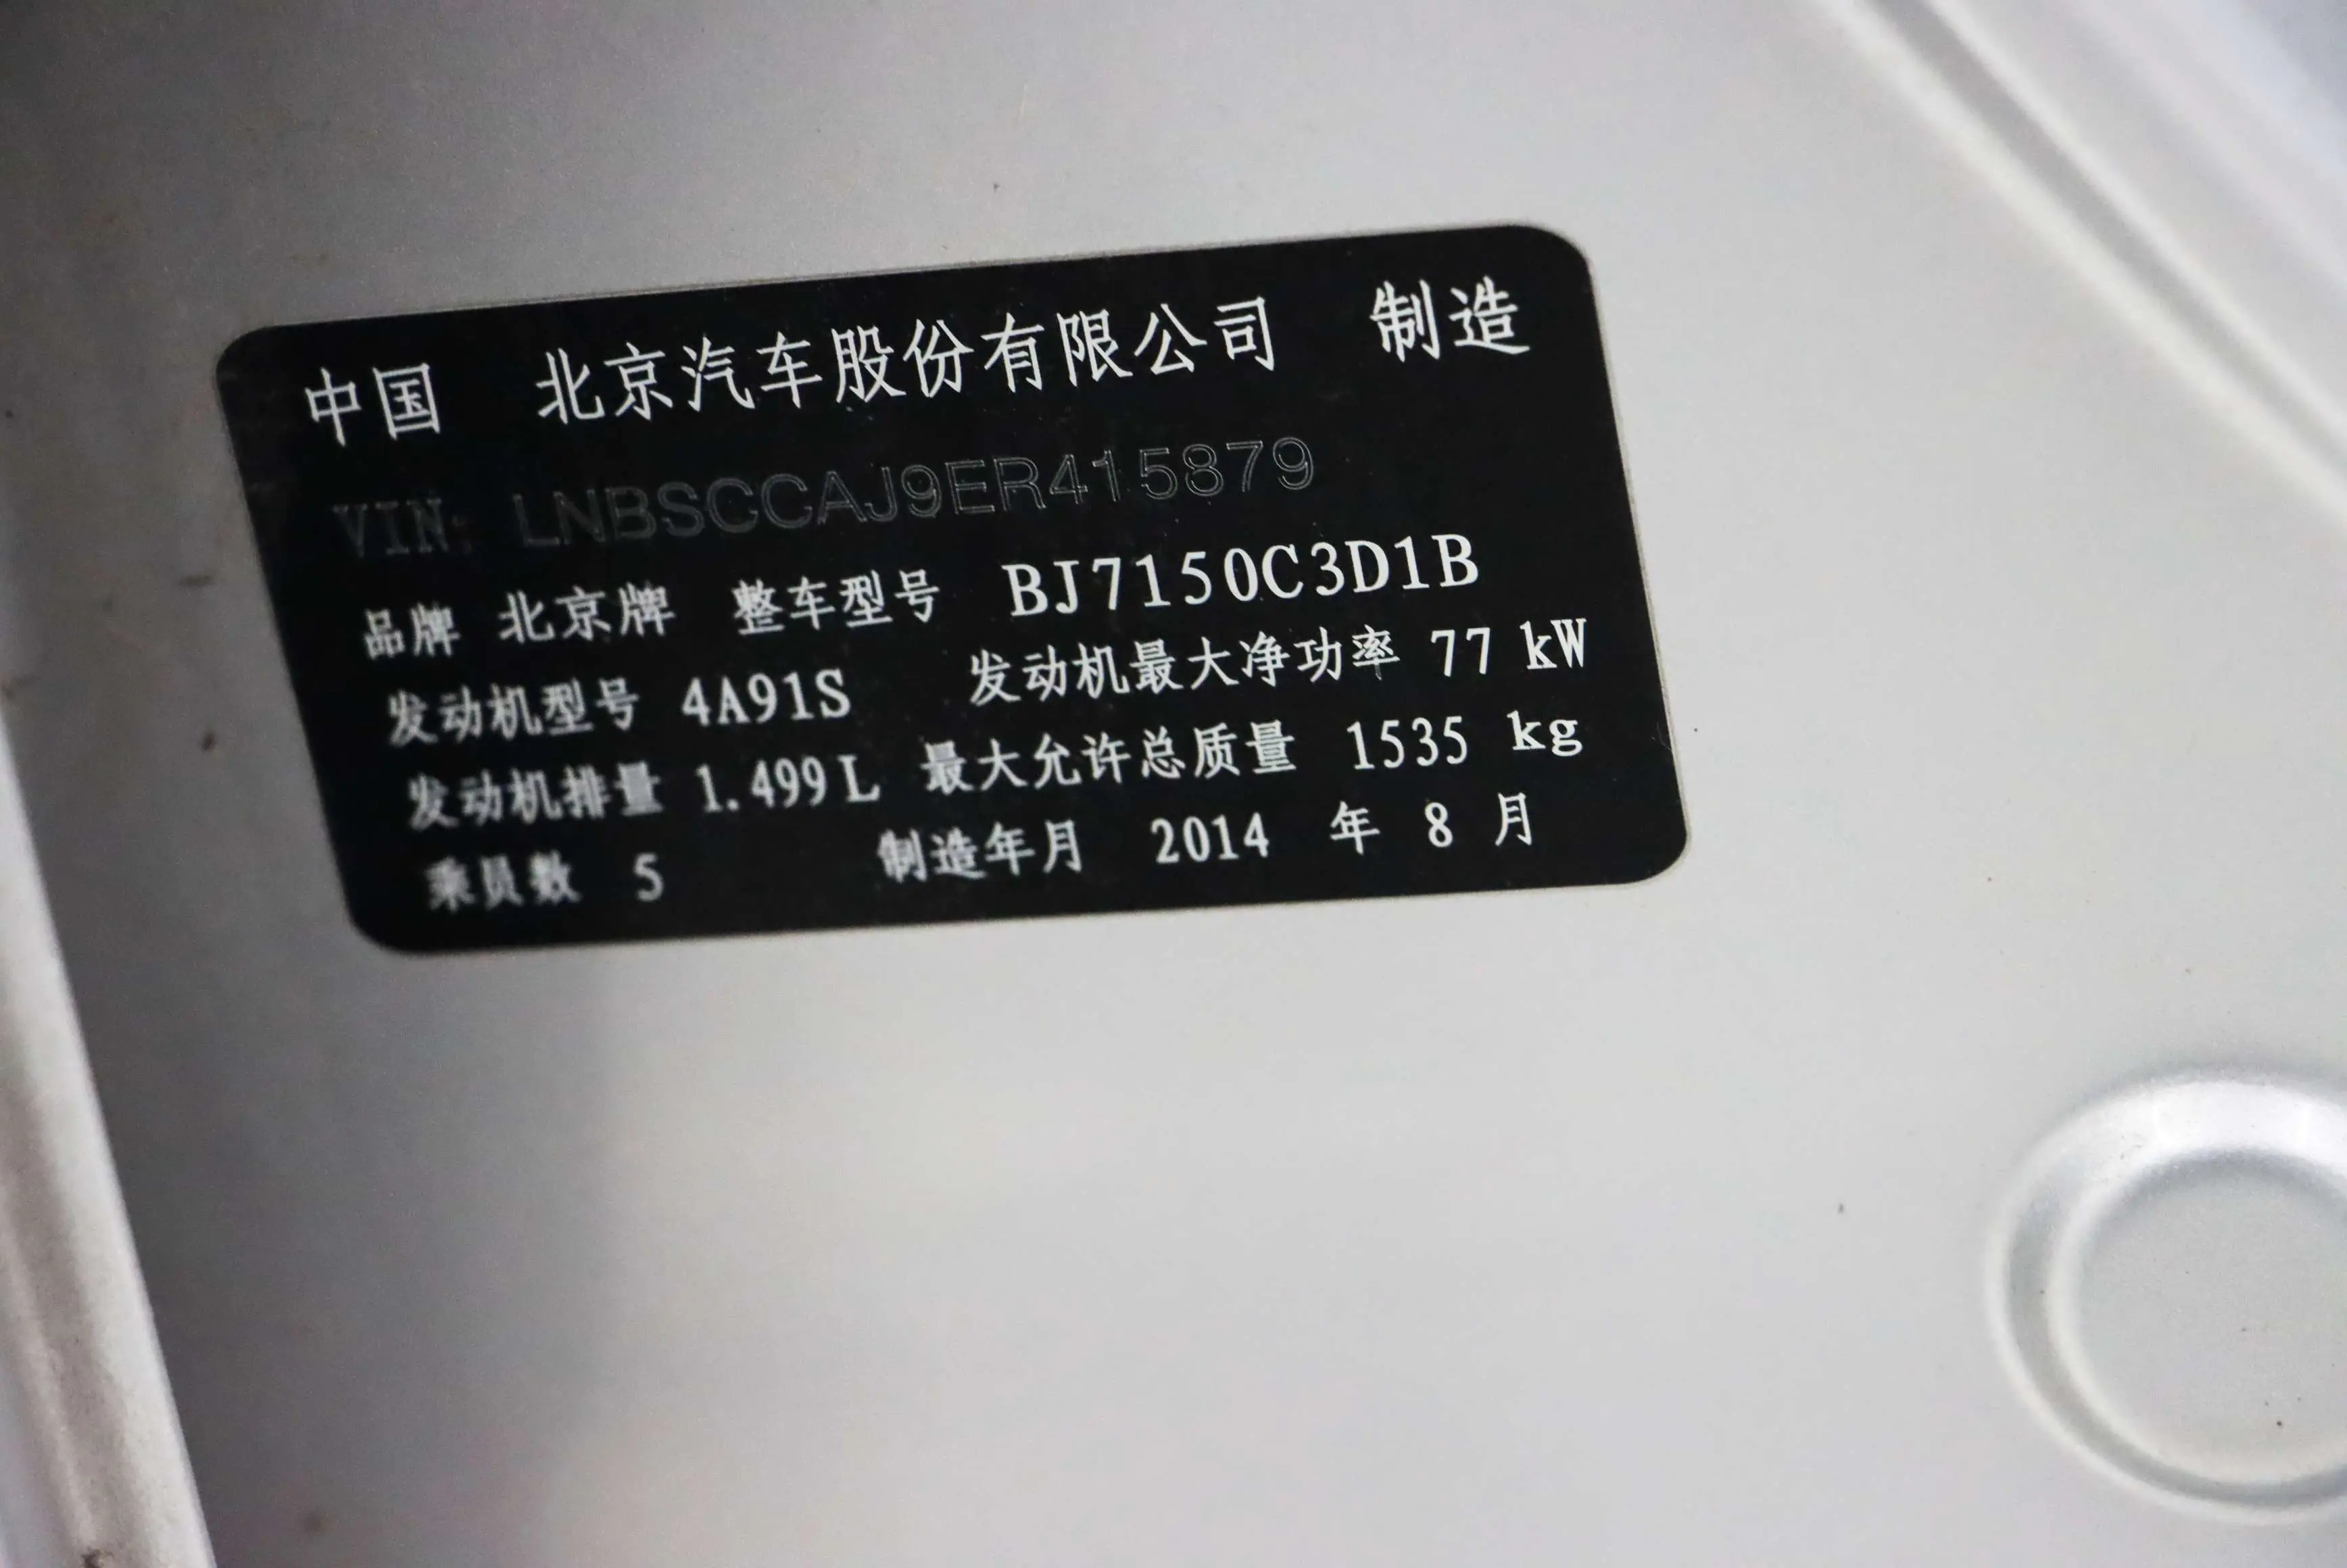 中国 北京汽车股份有限公司 制造
VIN: LNBSCCAJ9ER415879
品牌 北京牌 整车型号 BJ7150C3D1B
发动机型号 4A91S 发动机最大净功率 77 kW
发动机排量 1.499L 最大允许总质量 1535 kg
乘员数 5 制造年月 2014 年 8 月